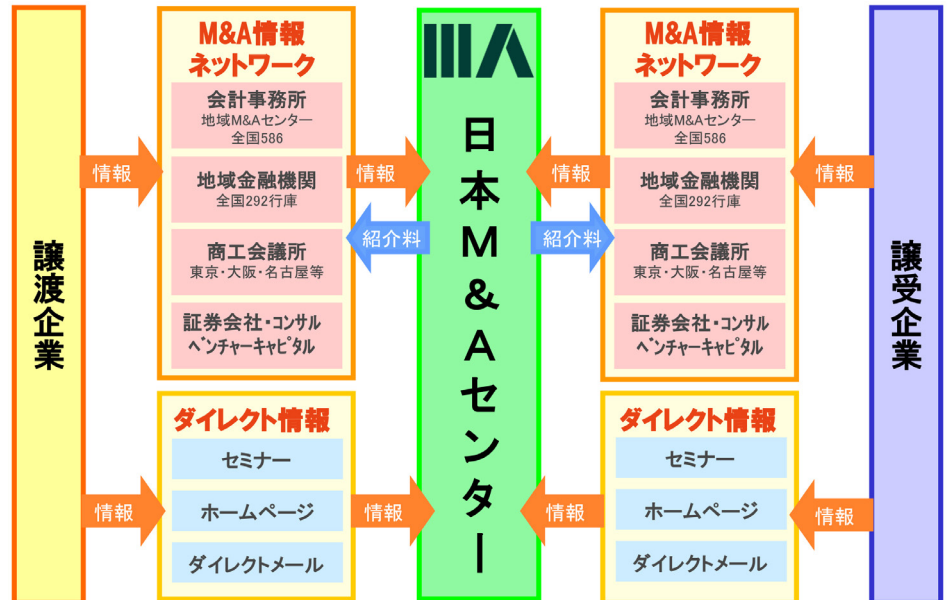 譲渡企業
情報
情報
M&A情報
ネットワーク
会計事務所
地域M&Aセンター
全国586
地域金融機関
全国292行庫
商工会議所
東京・大阪・名古屋等
証券会社・コンサル
ベンチャーキャピタル
ダイレクト情報
セミナー
ホームページ
ダイレクトメール
情報
紹介料
情報
日本M&Aセンター
情報
紹介料
情報
M&A情報
ネットワーク
会計事務所
地域M&Aセンター
全国586
地域金融機関
全国292行庫
商工会議所
東京・大阪・名古屋等
証券会社・コンサル
ベンチャーキャピタル
ダイレクト情報
セミナー
ホームページ
ダイレクトメール
情報
情報
譲受企業